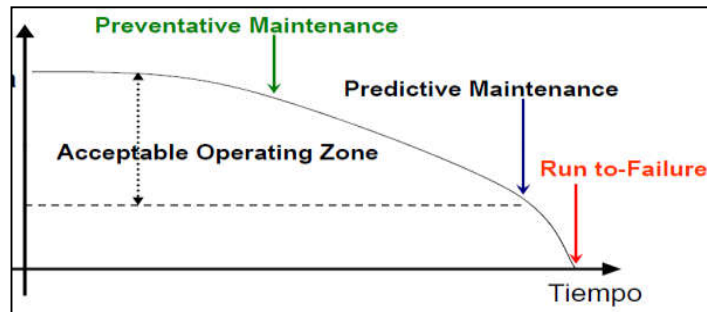 Preventative Maintenance
Predictive Maintenance
Acceptable Operating Zone
Run to-Failure
Tiempo